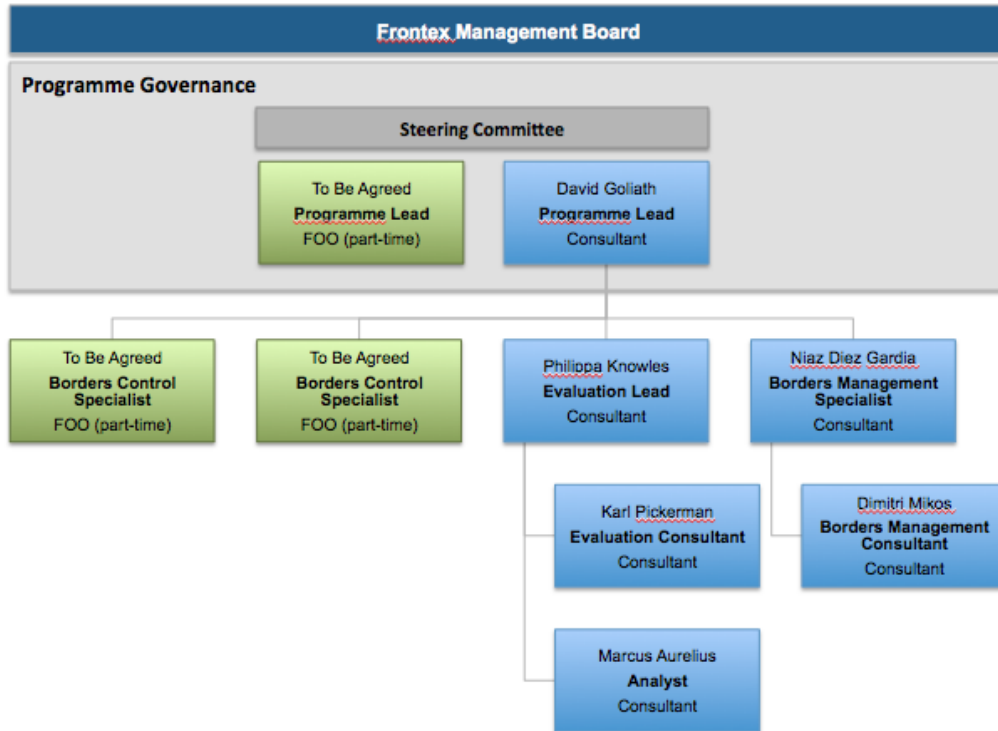 Frontex Management Board
Programme Governance
Steering Committee
To Be Agreed
Programme Lead
FOO (part-time)
David Goliath
Programme Lead
Consultant
To Be Agreed
Borders Control
Specialist
FOO (part-time)
To Be Agreed
Borders Control
Specialist
FOO (part-time)
Philippa Knowles
Evaluation Lead
Consultant
Niaz Diez Gardia
Borders Management
Specialist
Consultant
Karl Pickerman
Evaluation Consultant
Consultant
Dimitri Mikos
Borders Management
Consultant
Consultant
Marcus Aurelius
Analyst
Consultant